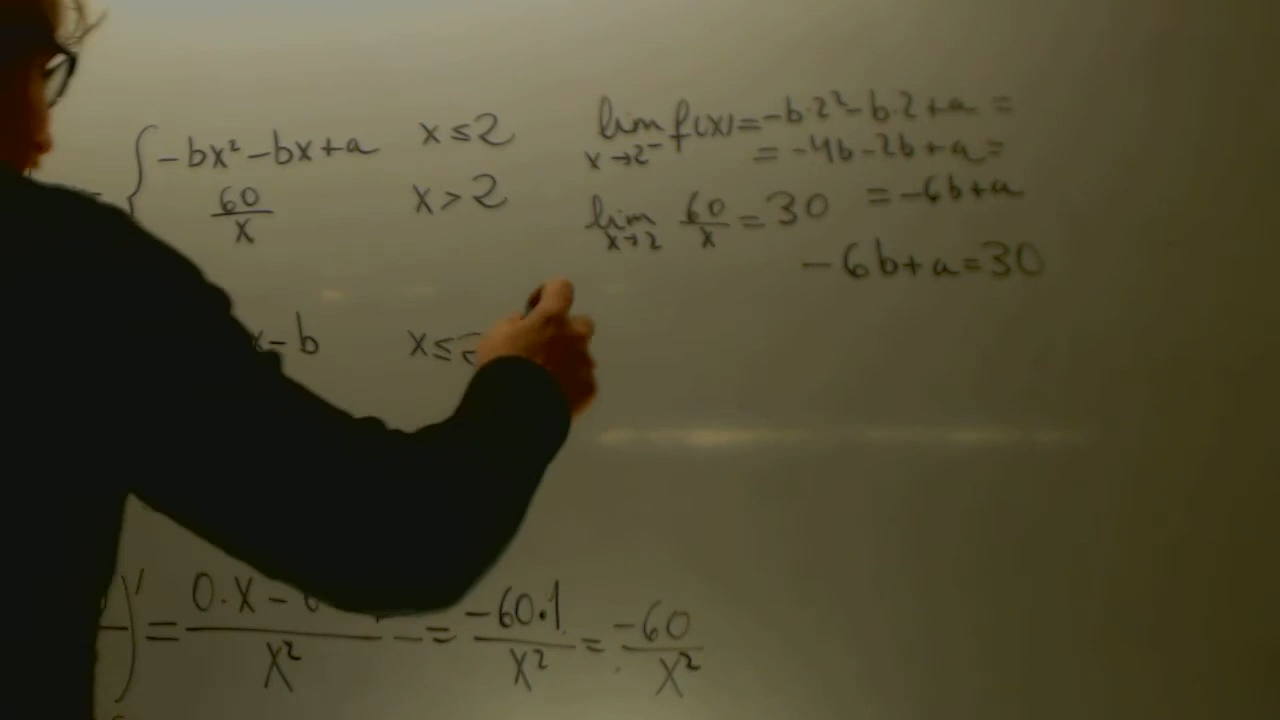 -bx²-bx+a x≤2
60/x x>2
lim x→2⁻ f(x)=-b·2²-b·2+a=
=-4b-2b+a=
=-6b+a
lim x→2 60/x=30
-6b+a=30
x-b x≤2
)'=0·x-/x²=-60·1/x²=-60/x²